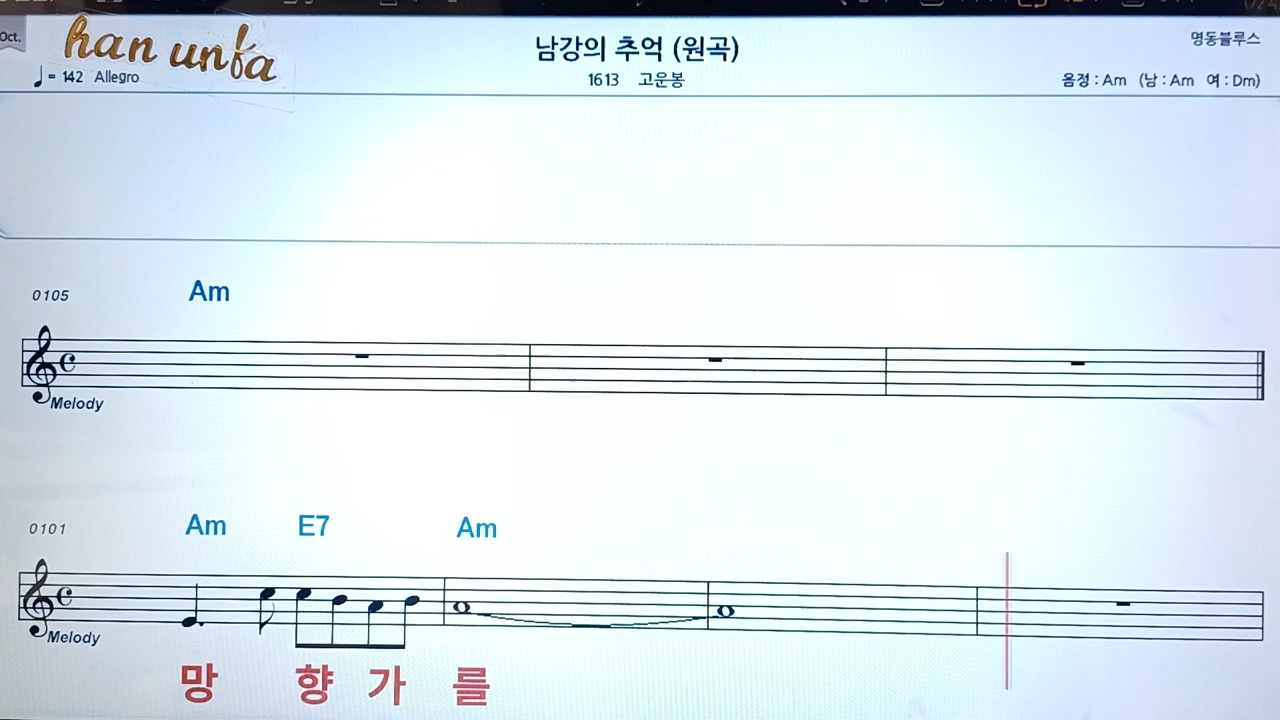 Oct.
han unfa
남강의 추억 (원곡)
명동블루스
♩ = 142 Allegro
1613 고운봉
음정 : Am (남 : Am 여 : Dm)
0105 Am
Melody
0101 Am E7 Am
Melody
망 향 가 를